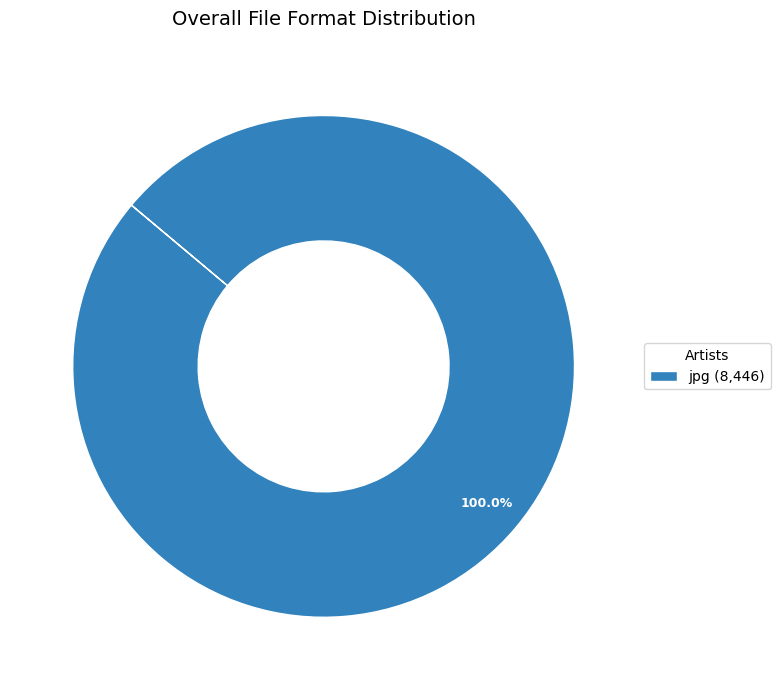 Overall File Format Distribution
Artists
jpg (8,446)
100.0%